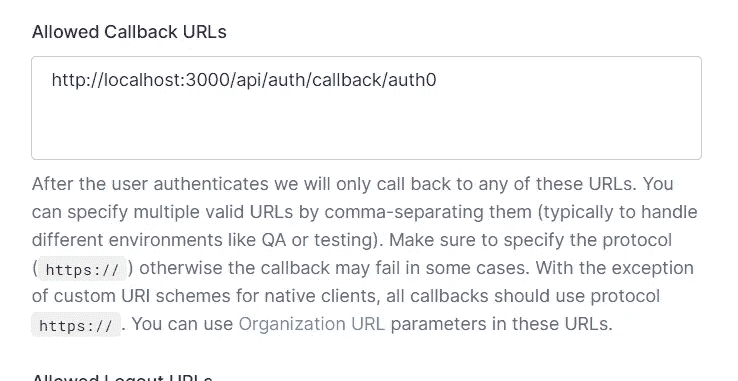 Allowed Callback URLs
http://localhost:3000/api/auth/callback/auth0
After the user authenticates we will only call back to any of these URLs. You
can specify multiple valid URLs by comma-separating them (typically to handle
different environments like QA or testing). Make sure to specify the protocol
( https:// ) otherwise the callback may fail in some cases. With the exception
of custom URI schemes for native clients, all callbacks should use protocol
https:// . You can use Organization URL parameters in these URLs.
Allowed Logout URLs